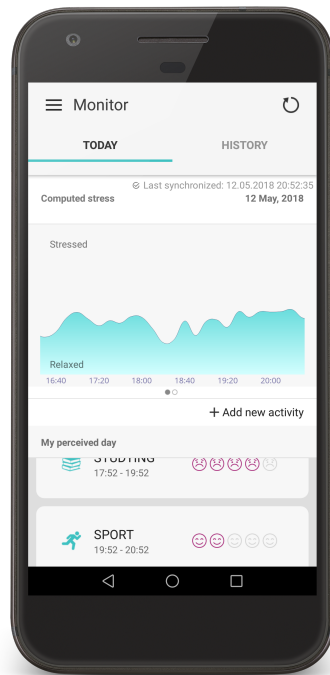 Monitor
TODAY HISTORY
Last synchronized: 12.05.2018 20:52:35
Computed stress 12 May, 2018
Stressed
Relaxed
16:40 17:20 18:00 18:40 19:20 20:00
+ Add new activity
My perceived day
STUDYING
17:52 - 19:52
SPORT
19:52 - 20:52